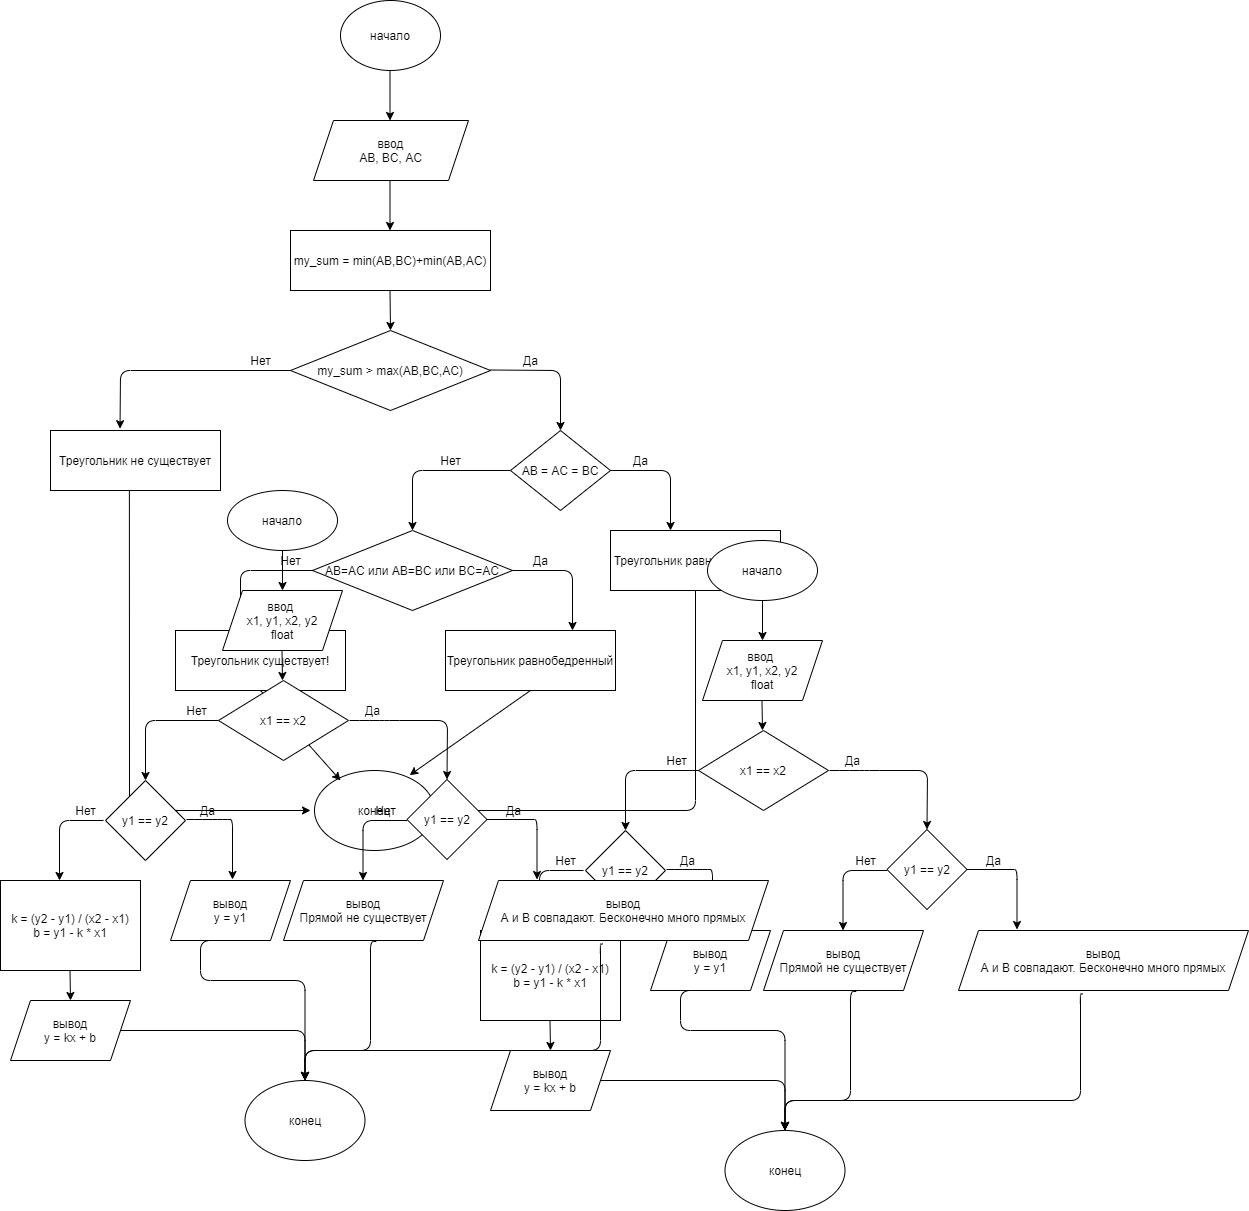 начало
ввод
AB, BC, AC
my_sum = min(AB,BC)+min(AB,AC)
Нет
Да
my_sum > max(AB,BC,AC)
Треугольник не существует
Нет
Да
AB = AC = BC
начало
Нет
Да
AB=AC или AB=BC или BC=AC
Треугольник
начало
ввод
x1, y1, x2, y2
float
Треугольник существует!
Треугольник равнобедренный
ввод
x1, y1, x2, y2
float
Нет
Да
x1 == x2
Нет
Да
x1 == x2
Нет
Да
y1 == y2
конец
Нет
Да
y1 == y2
Нет
Да
y1 == y2
Нет
Да
y1 == y2
k = (y2 - y1) / (x2 - x1)
b = y1 - k * x1
вывод
y = y1
вывод
Прямой не существует
вывод
А и В совпадают. Бесконечно много прямых
k = (y2 - y1) / (x2 - x1)
b = y1 - k * x1
вывод
y = y1
вывод
Прямой не существует
вывод
А и В совпадают. Бесконечно много прямых
вывод
y = kx + b
вывод
y = kx + b
конец
конец